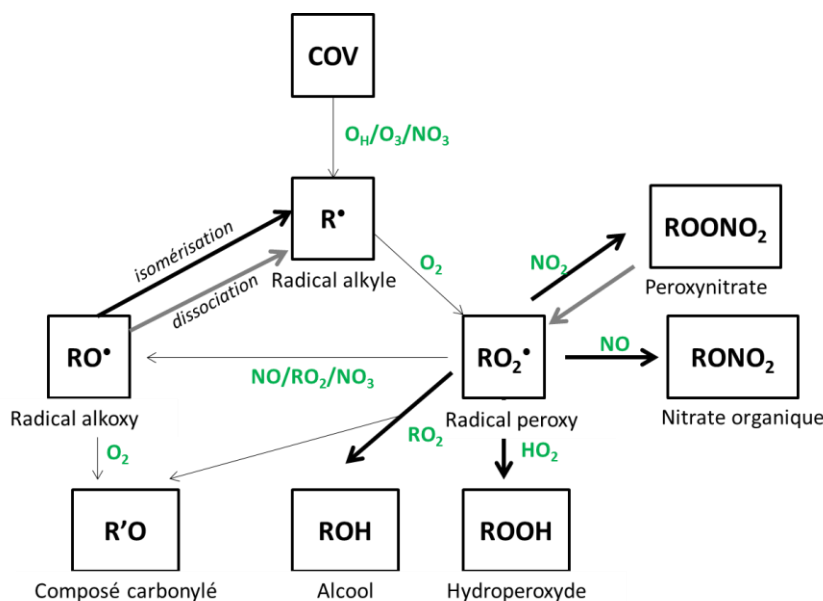 COV
O_H/O₃/NO₃
R•
Radical alkyle
isomérisation
dissociation
O₂
NO₂
ROONO₂
Peroxynitrate
RO•
Radical alkoxy
NO/RO₂/NO₃
RO₂•
Radical peroxy
NO
RONO₂
Nitrate organique
O₂
RO₂
HO₂
R’O
Composé carbonylé
ROH
Alcool
ROOH
Hydroperoxyde